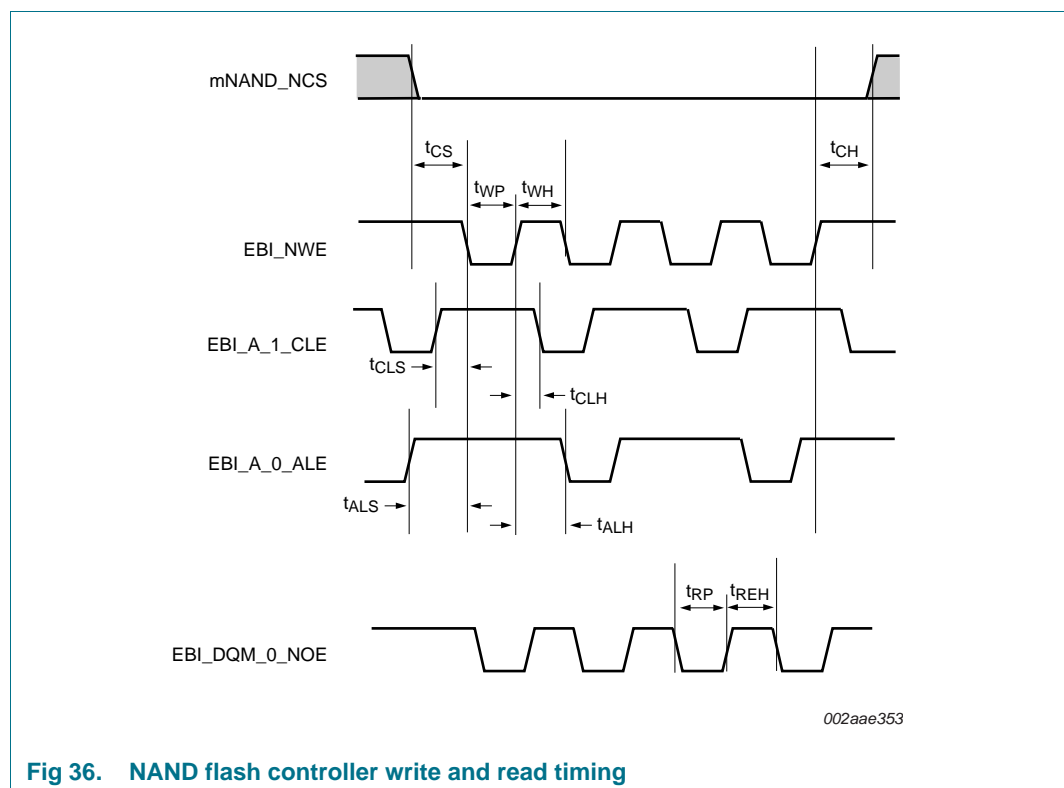 mNAND_NCS
tCS
tCH
tWP
tWH
EBI_NWE
EBI_A_1_CLE
tCLS
tCLH
EBI_A_0_ALE
tALS
tALH
tRP
tREH
EBI_DQM_0_NOE
002aae353
Fig 36. NAND flash controller write and read timing